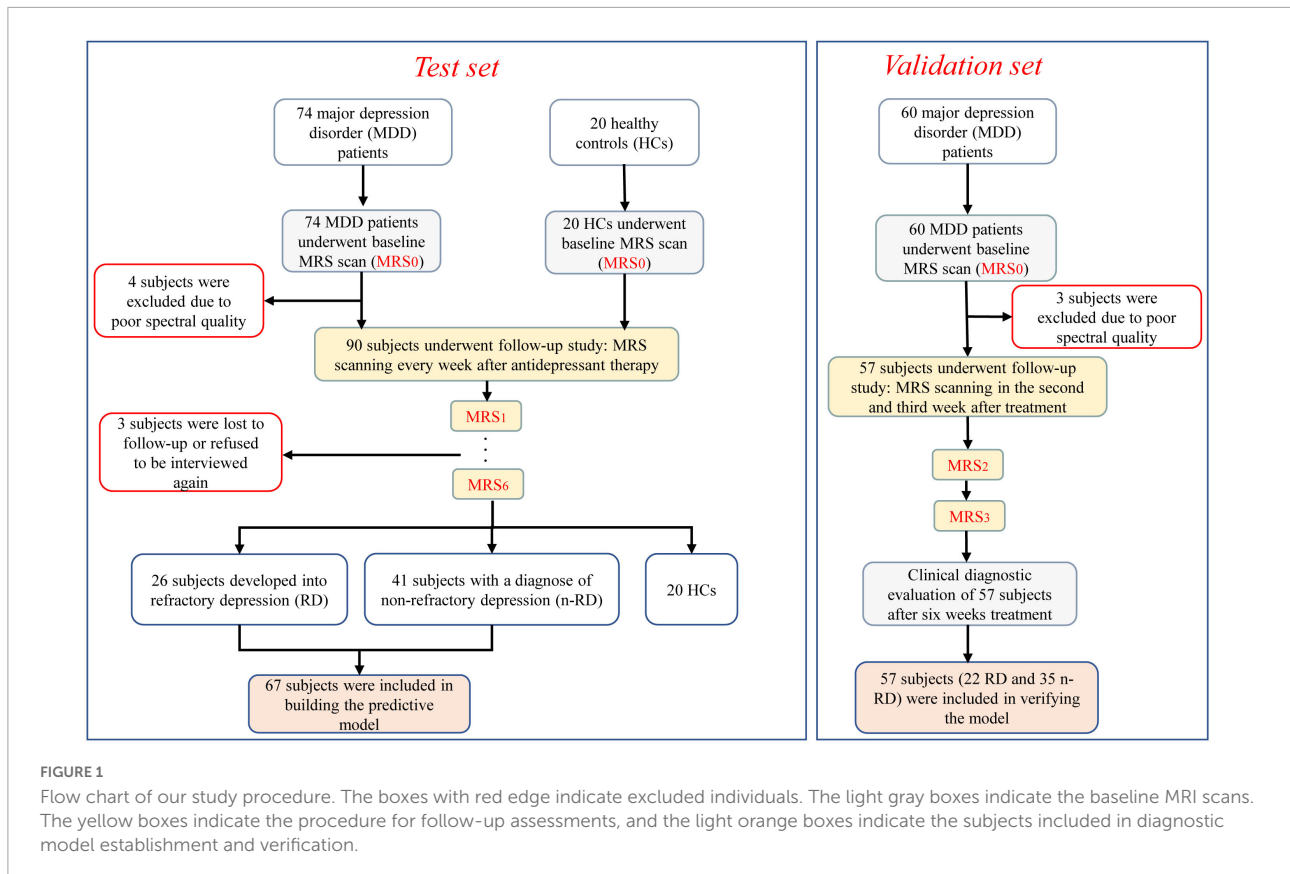 Test set
74 major depression
disorder (MDD)
patients
20 healthy
controls (HCs)
74 MDD patients
underwent baseline
MRS scan (MRS0)
20 HCs underwent
baseline MRS scan
(MRS0)
4 subjects were
excluded due to
poor spectral quality
90 subjects underwent follow-up study: MRS
scanning every week after antidepressant therapy
MRS1
3 subjects were lost to
follow-up or refused
to be interviewed
again
MRS6
26 subjects developed into
refractory depression (RD)
41 subjects with a diagnose of
non-refractory depression (n-RD)
20 HCs
67 subjects were included in
building the predictive
model
Validation set
60 major depression
disorder (MDD)
patients
60 MDD patients
underwent baseline
MRS scan (MRS0)
3 subjects were
excluded due to poor
spectral quality
57 subjects underwent follow-up
study: MRS scanning in the second
and third week after treatment
MRS2
MRS3
Clinical diagnostic
evaluation of 57 subjects
after six weeks treatment
57 subjects (22 RD and 35 n-
RD) were included in verifying
the model
FIGURE 1
Flow chart of our study procedure. The boxes with red edge indicate excluded individuals. The light gray boxes indicate the baseline MRI scans.
The yellow boxes indicate the procedure for follow-up assessments, and the light orange boxes indicate the subjects included in diagnostic
model establishment and verification.